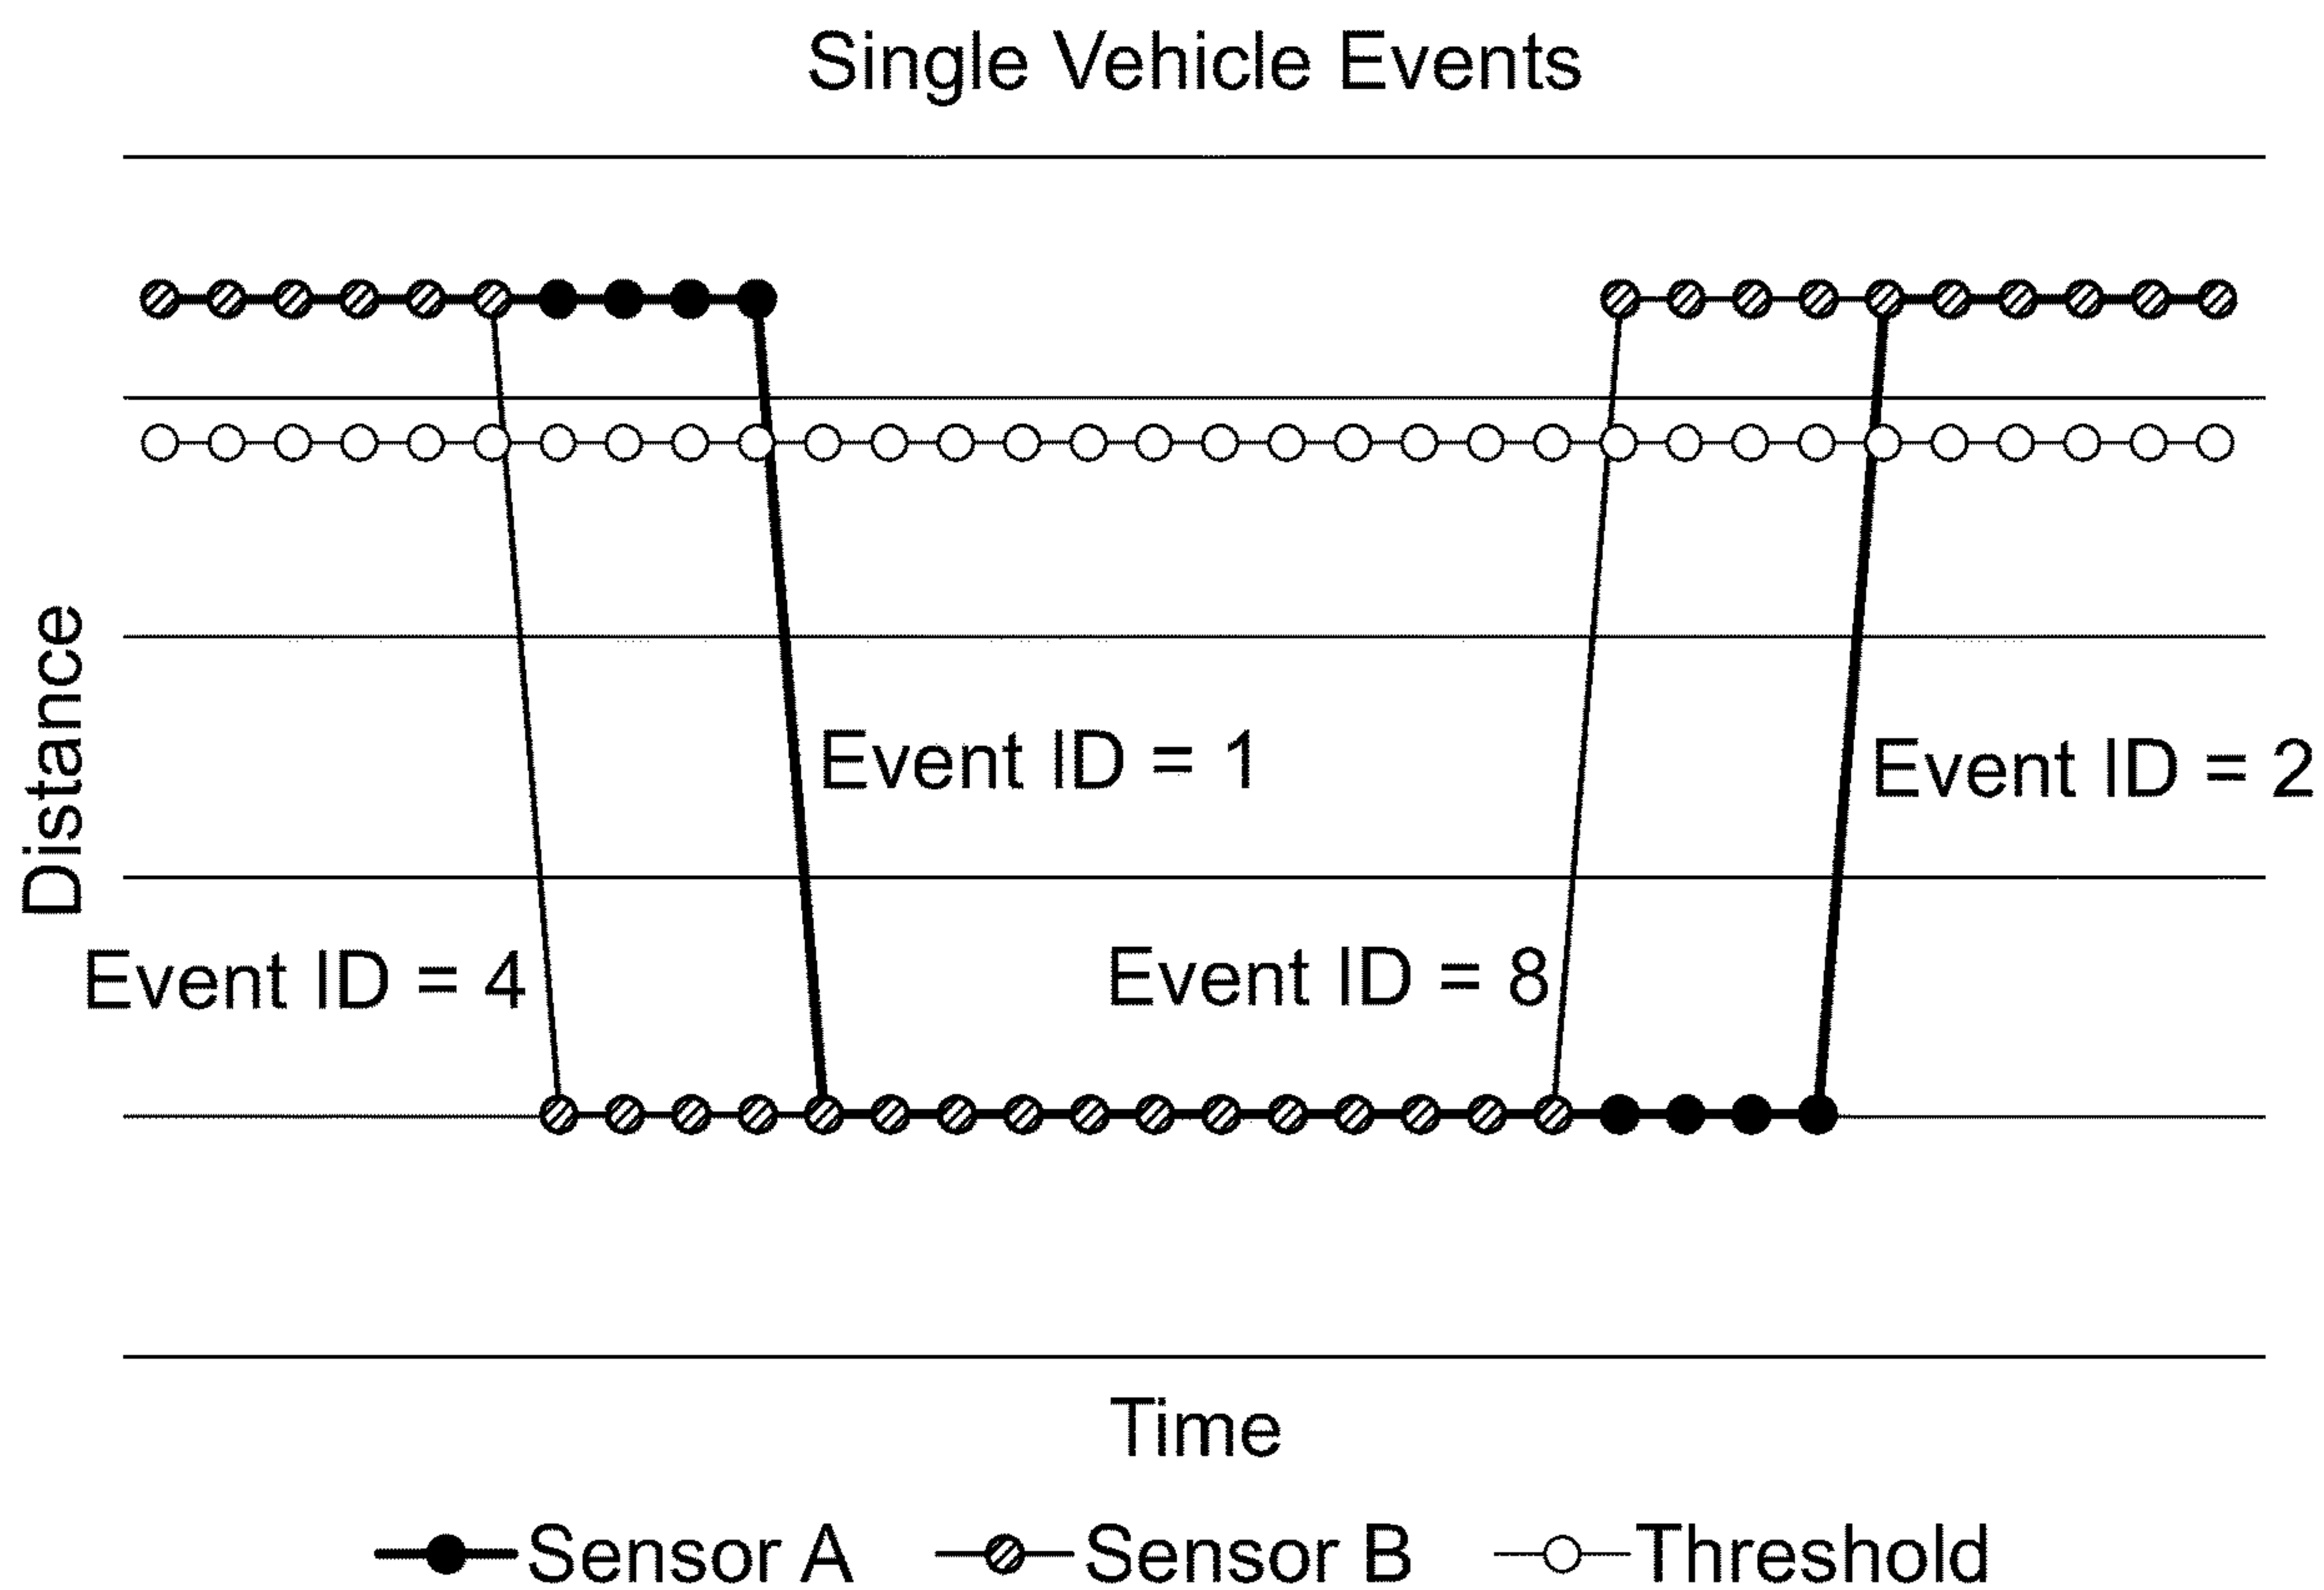 Single Vehicle Events
Distance
Event ID = 1
Event ID = 2
Event ID = 4
Event ID = 8
Time
Sensor A
Sensor B
Threshold